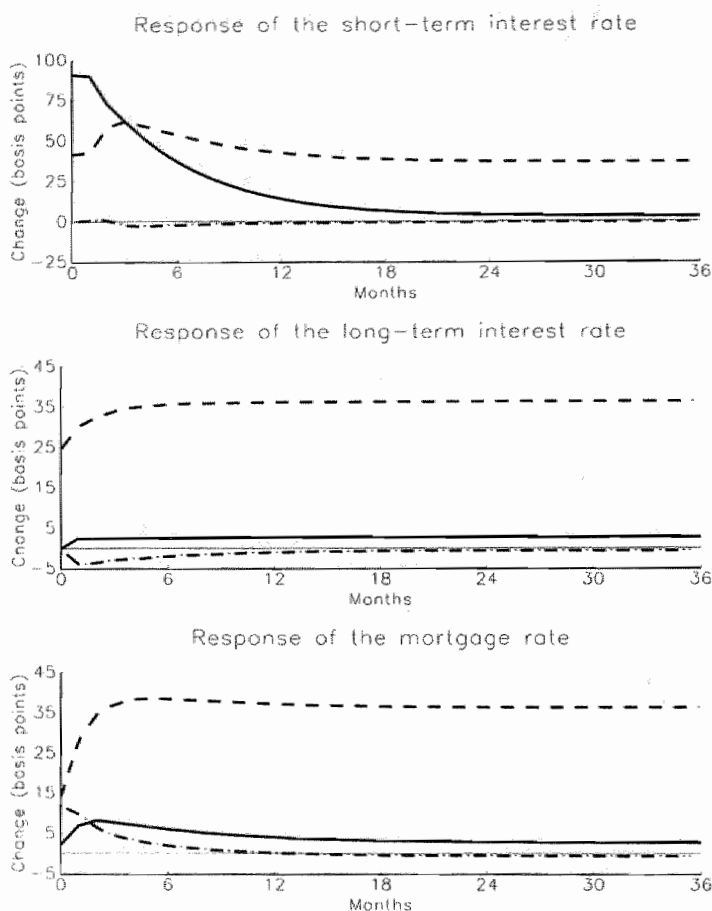 Response of the short-term interest rate
Change (basis points)
100
75
50
25
0
-25
0 6 12 18 24 30 36
Months
Response of the long-term interest rate
Change (basis points)
45
35
25
15
5
-5
0 6 12 18 24 30 36
Months
Response of the mortgage rate
Change (basis points)
45
35
25
15
5
-5
0 6 12 18 24 30 36
Months